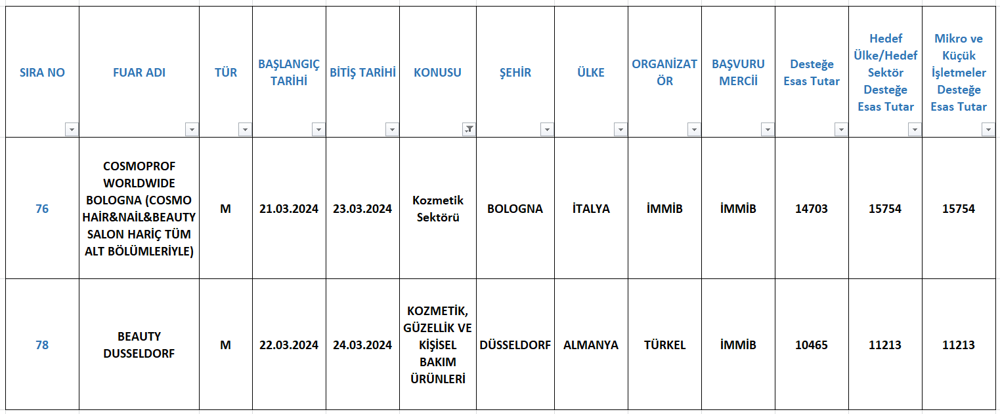 SIRA NO
FUAR ADI
TÜR
BAŞLANGIÇ
TARİHİ
BİTİŞ TARİHİ
KONUSU
ŞEHİR
ÜLKE
ORGANİZAT
ÖR
BAŞVURU
MERCİİ
Desteğe
Esas Tutar
Hedef
Ülke/Hedef
Sektör
Desteğe
Esas Tutar
Mikro ve
Küçük
İşletmeler
Desteğe
Esas Tutar
76
COSMOPROF
WORLDWIDE
BOLOGNA (COSMO
HAİR&NAİL&BEAUTY
SALON HARİÇ TÜM
ALT BÖLÜMLERİYLE)
M
21.03.2024
23.03.2024
Kozmetik
Sektörü
BOLOGNA
İTALYA
İMMİB
İMMİB
14703
15754
15754
78
BEAUTY
DUSSELDORF
M
22.03.2024
24.03.2024
KOZMETİK,
GÜZELLİK VE
KİŞİSEL
BAKIM
ÜRÜNLERİ
DÜSSELDORF
ALMANYA
TÜRKEL
İMMİB
10465
11213
11213